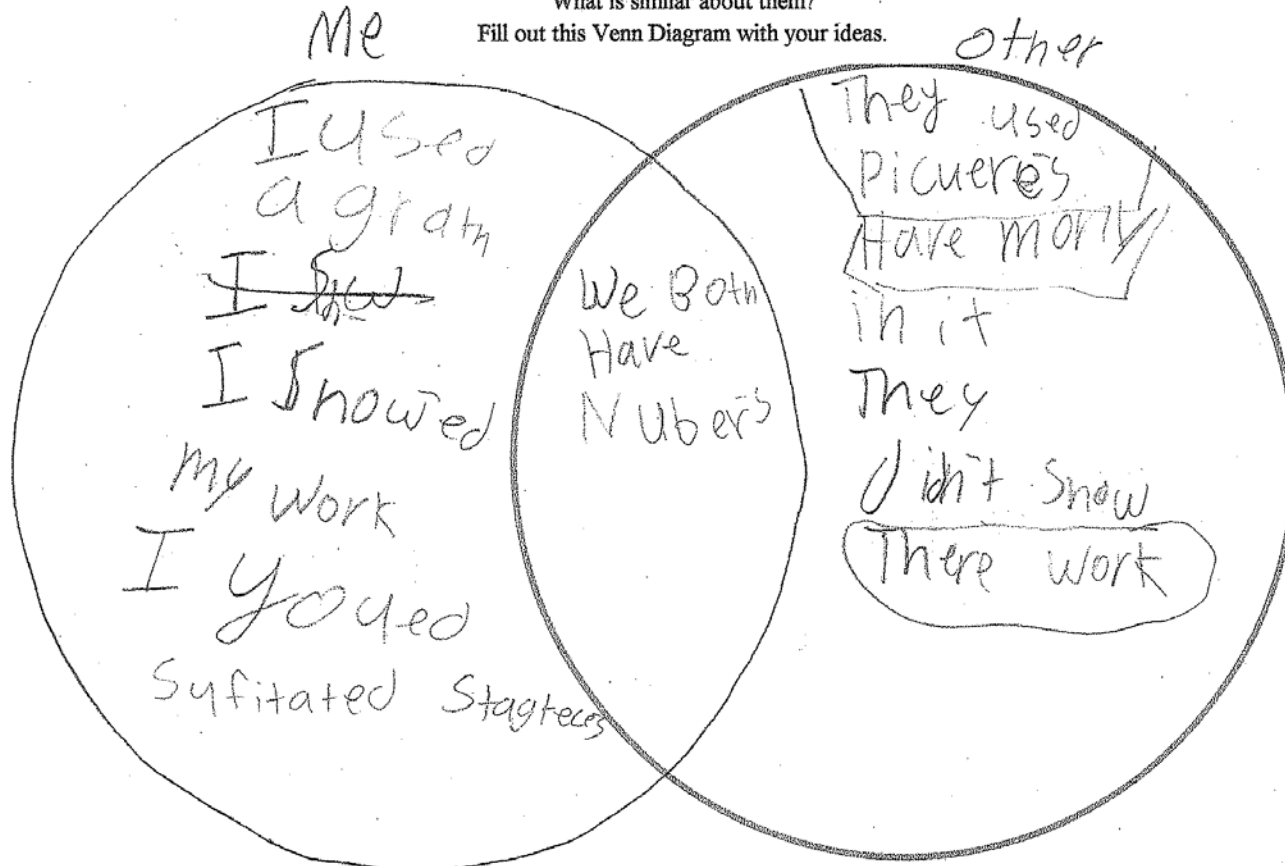 What is similar about them?
Fill out this Venn Diagram with your ideas.
Me
Other
I used
a grath
I Showed
my work
I youed
Syfitated Stagteces
We Both
Have
Nubers
They used
Picueres
Have mony
in it
They
didn't Show
There work